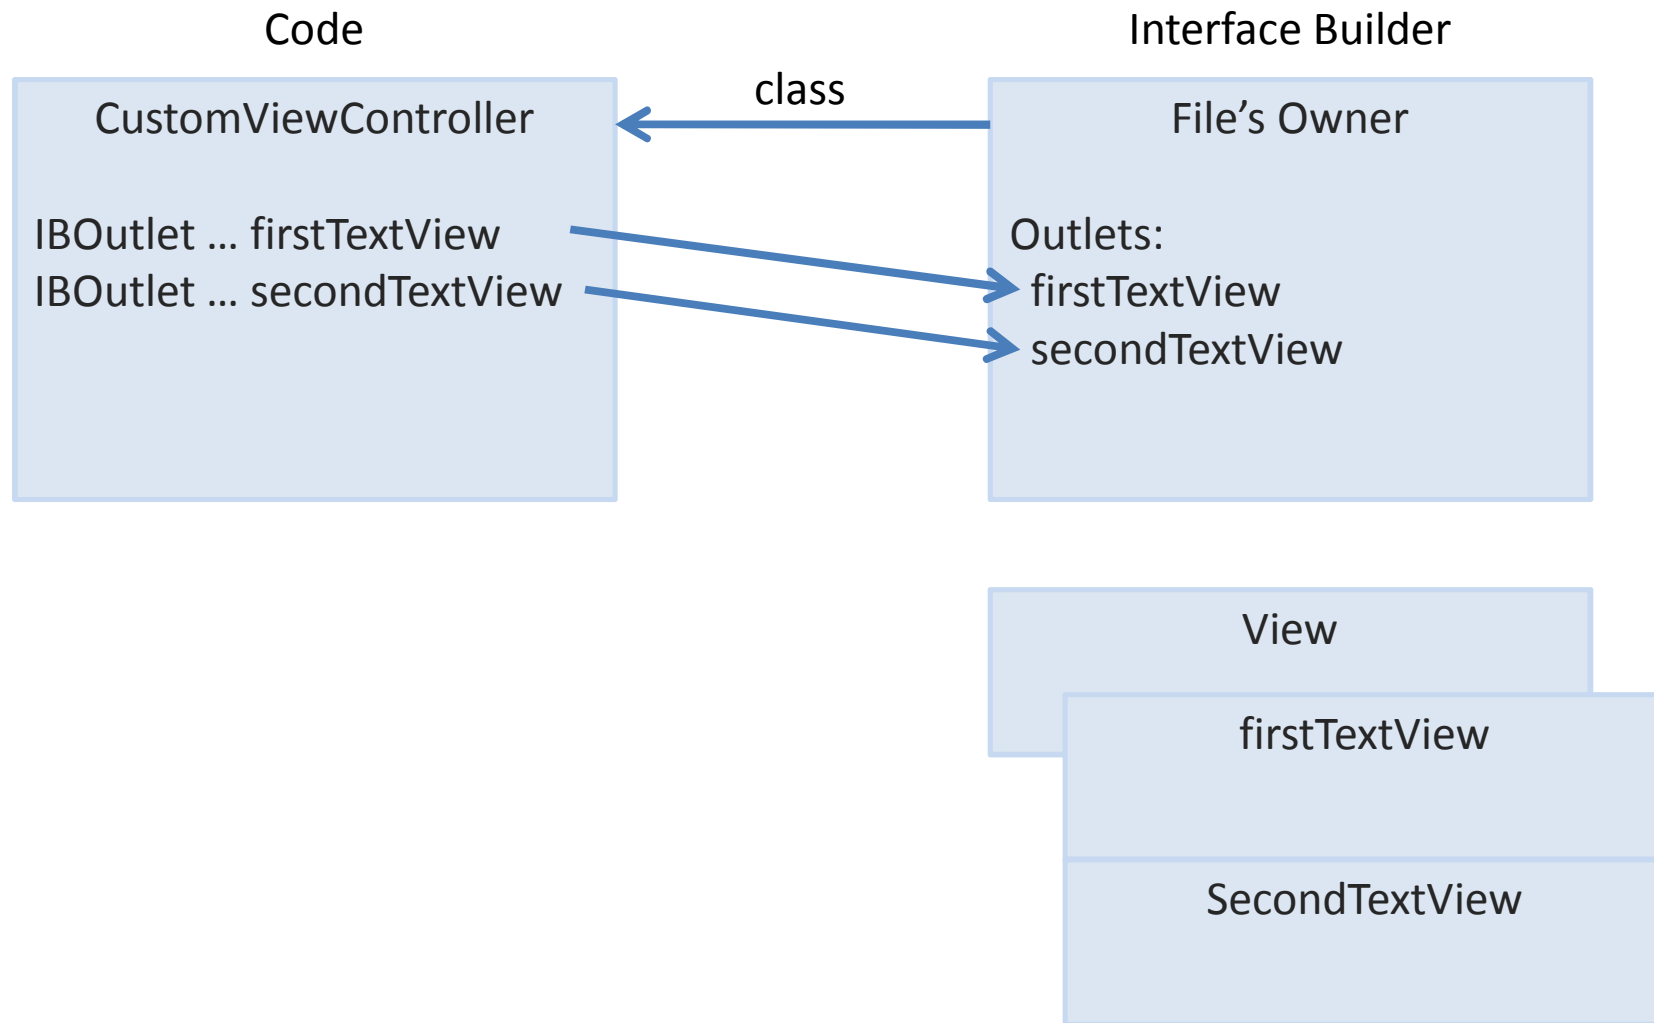 Code
Interface Builder
class
CustomViewController
IBOutlet … firstTextView
IBOutlet … secondTextView
File’s Owner
Outlets:
firstTextView
secondTextView
View
firstTextView
SecondTextView